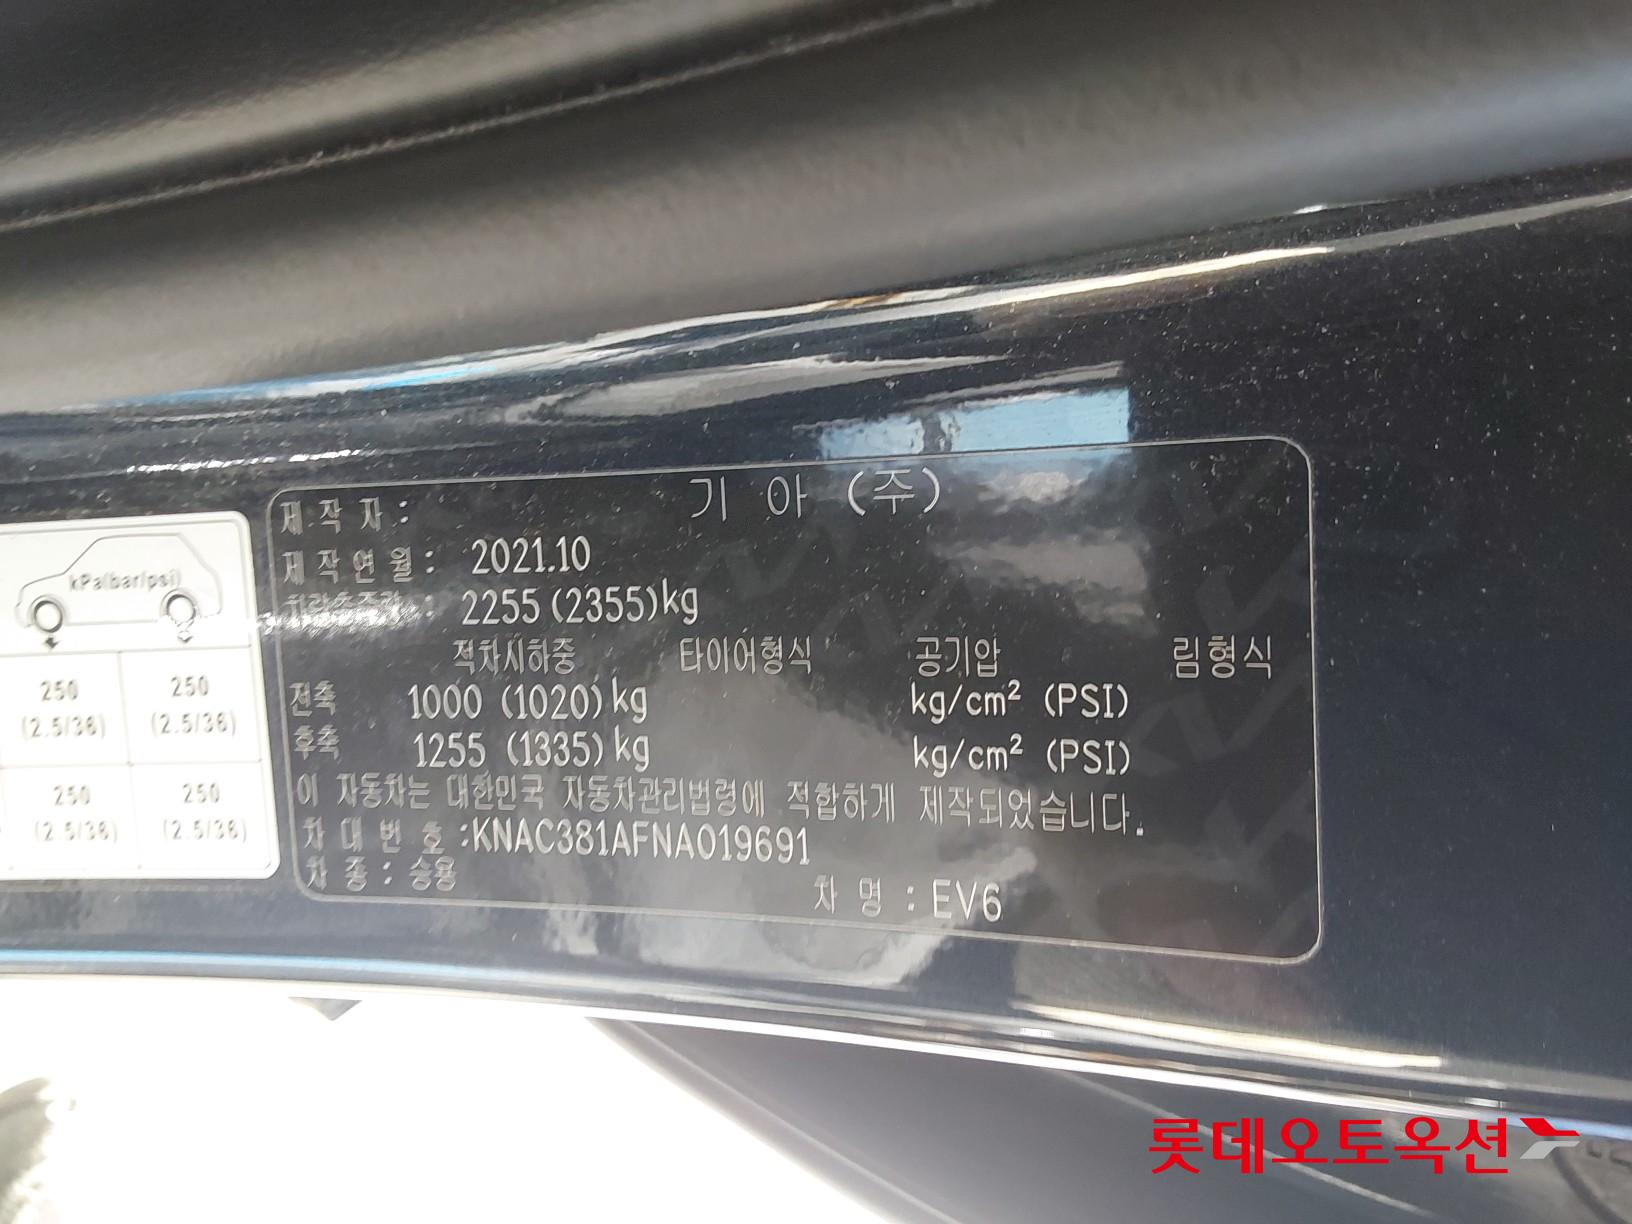 kPa(bar/psi)
250 250
(2.5/36) (2.5/36)
250 250
(2.5/36) (2.5/36)
제 작 자 : 기 아 (주)
제 작 연 월 : 2021.10
차량총중량 : 2255 (2355)kg
적차시하중 타이어형식 공기압 림형식
전축 1000 (1020)kg kg/cm² (PSI)
후축 1255 (1335)kg kg/cm² (PSI)
이 자동차는 대한민국 자동차관리법령에 적합하게 제작되었습니다.
차 대 번 호 :KNAC381AFNA019691
차 종 : 승용 차 명 : EV6
롯데오토옥션